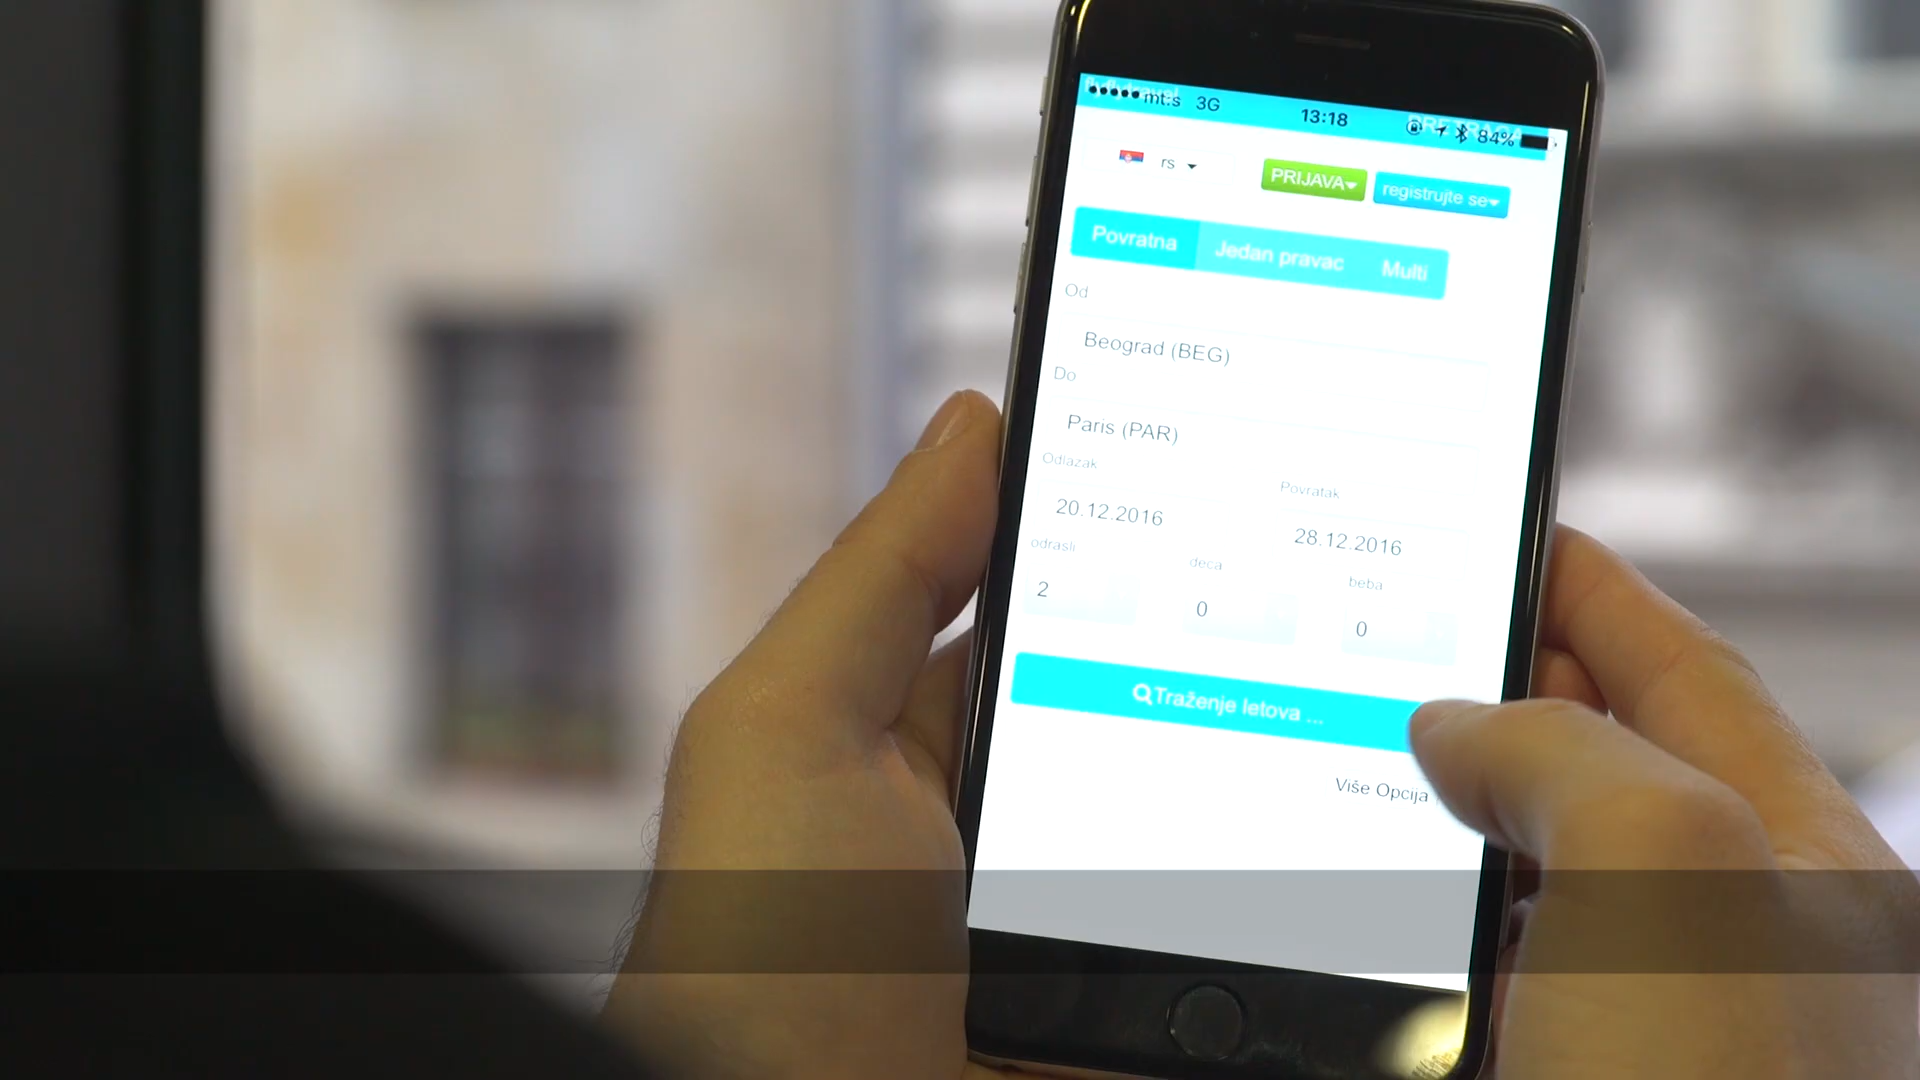 mt:s 3G 13:18 84%
rs PRIJAVA registrujte se
Povratna Jedan pravac Multi
Od
Beograd (BEG)
Do
Paris (PAR)
Odlazak Povratak
20.12.2016 28.12.2016
odrasli deca beba
2 0 0
Traženje letova ...
Više Opcija